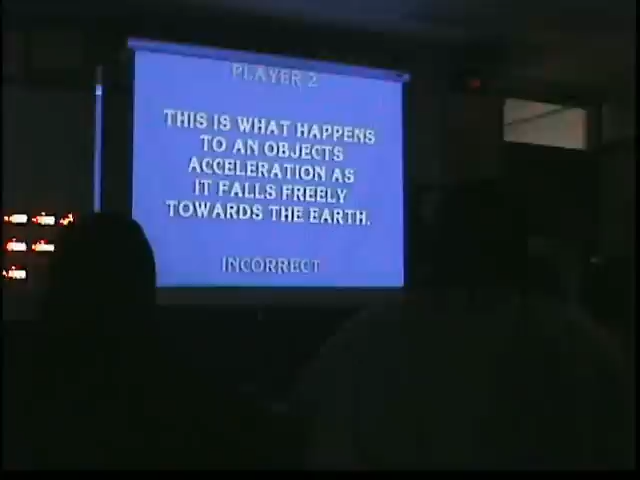 PLAYER 2
THIS IS WHAT HAPPENS
TO AN OBJECTS
ACCELERATION AS
IT FALLS FREELY
TOWARDS THE EARTH.
INCORRECT